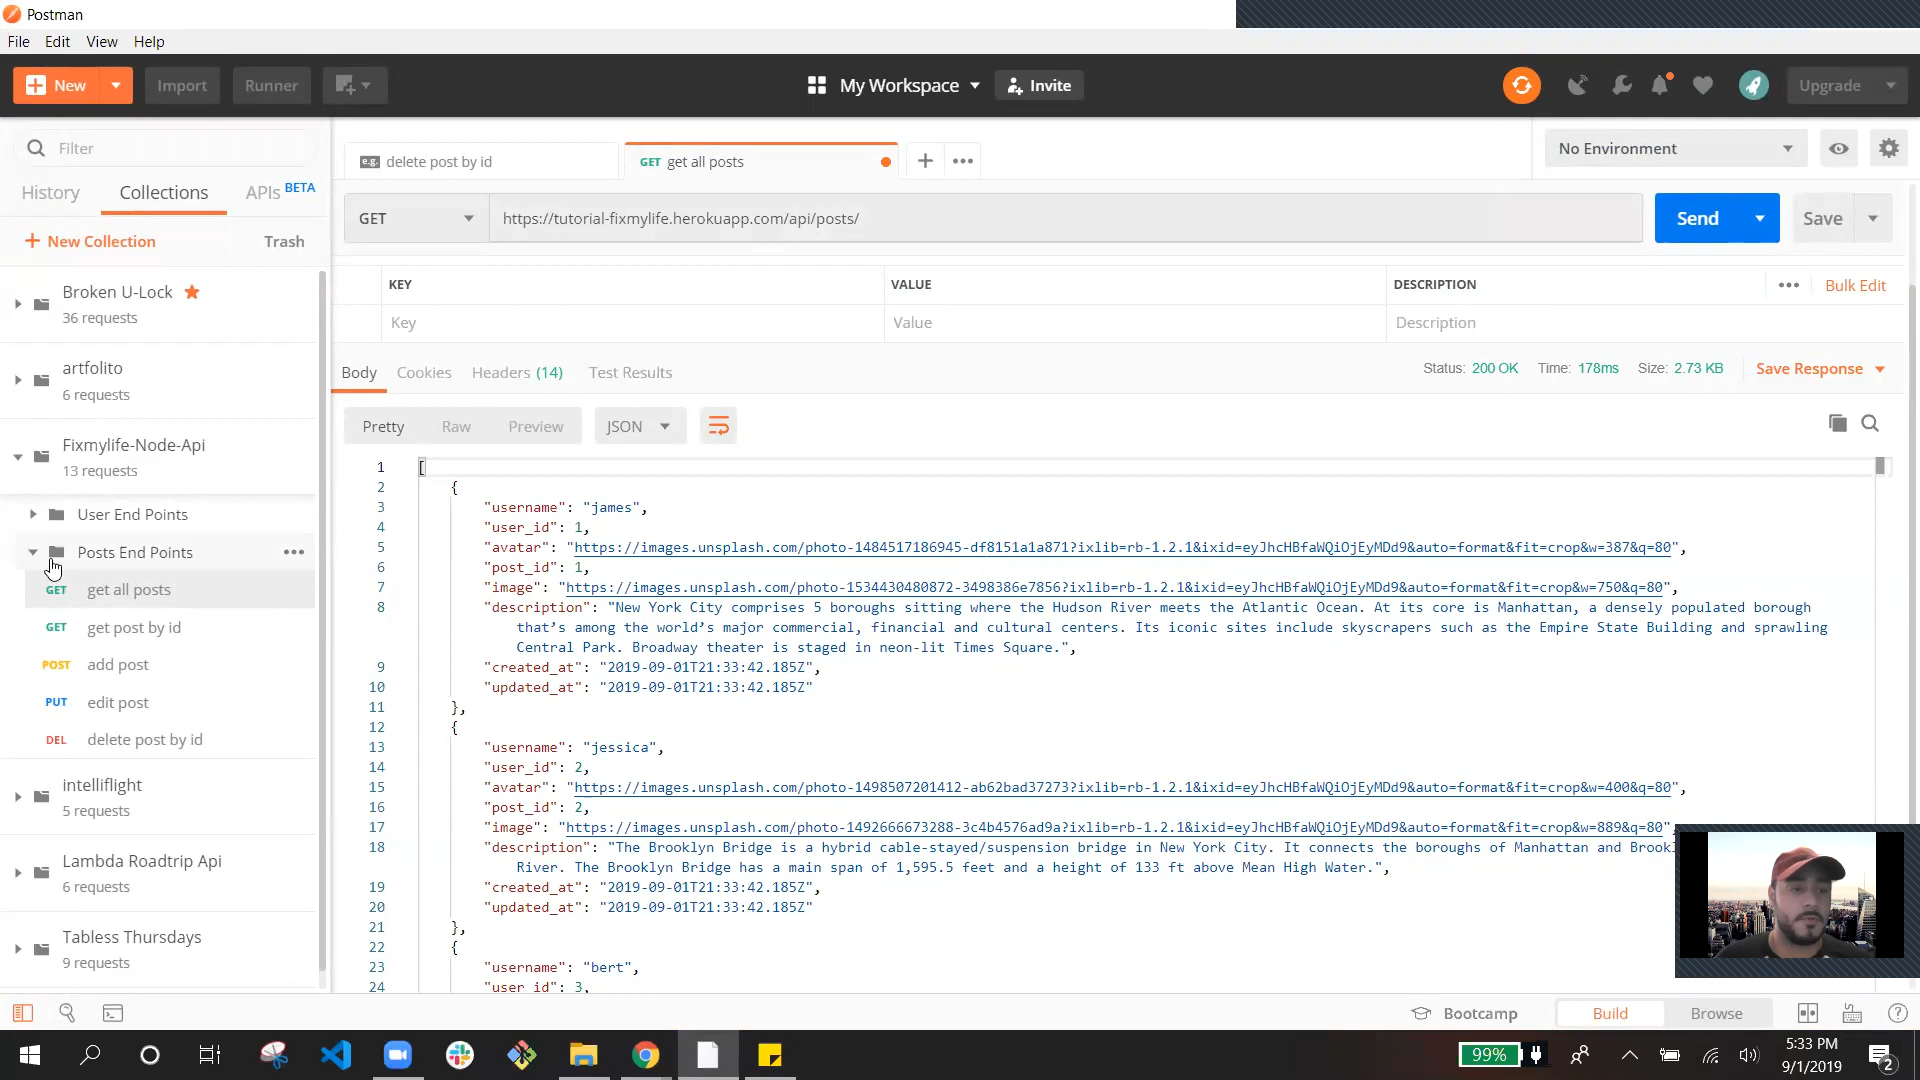 Postman
File Edit View Help
New Import Runner My Workspace Invite Upgrade
Filter
History Collections APIs BETA
New Collection Trash
Broken U-Lock
36 requests
artfolito
6 requests
Fixmylife-Node-Api
13 requests
User End Points
Posts End Points
GET get all posts
GET get post by id
POST add post
PUT edit post
DEL delete post by id
intelliflight
5 requests
Lambda Roadtrip Api
6 requests
Tabless Thursdays
9 requests
e.g. delete post by id GET get all posts No Environment
GET https://tutorial-fixmylife.herokuapp.com/api/posts/ Send Save
KEY VALUE DESCRIPTION Bulk Edit
Key Value Description
Body Cookies Headers (14) Test Results Status: 200 OK Time: 178ms Size: 2.73 KB Save Response
Pretty Raw Preview JSON
1 [
2 {
3 "username": "james",
4 "user_id": 1,
5 "avatar": "https://images.unsplash.com/photo-1484517186945-df8151a1a871?ixlib=rb-1.2.1&ixid=eyJhcHBfaWQiOjEyMDd9&auto=format&fit=crop&w=387&q=80",
6 "post_id": 1,
7 "image": "https://images.unsplash.com/photo-1534430480872-3498386e7856?ixlib=rb-1.2.1&ixid=eyJhcHBfaWQiOjEyMDd9&auto=format&fit=crop&w=750&q=80",
8 "description": "New York City comprises 5 boroughs sitting where the Hudson River meets the Atlantic Ocean. At its core is Manhattan, a densely populated borough
that’s among the world’s major commercial, financial and cultural centers. Its iconic sites include skyscrapers such as the Empire State Building and sprawling
Central Park. Broadway theater is staged in neon-lit Times Square.",
9 "created_at": "2019-09-01T21:33:42.185Z",
10 "updated_at": "2019-09-01T21:33:42.185Z"
11 },
12 {
13 "username": "jessica",
14 "user_id": 2,
15 "avatar": "https://images.unsplash.com/photo-1498507201412-ab62bad37273?ixlib=rb-1.2.1&ixid=eyJhcHBfaWQiOjEyMDd9&auto=format&fit=crop&w=400&q=80",
16 "post_id": 2,
17 "image": "https://images.unsplash.com/photo-1492666673288-3c4b4576ad9a?ixlib=rb-1.2.1&ixid=eyJhcHBfaWQiOjEyMDd9&auto=format&fit=crop&w=889&q=80",
18 "description": "The Brooklyn Bridge is a hybrid cable-stayed/suspension bridge in New York City. It connects the boroughs of Manhattan and Brookl
River. The Brooklyn Bridge has a main span of 1,595.5 feet and a height of 133 ft above Mean High Water.",
19 "created_at": "2019-09-01T21:33:42.185Z",
20 "updated_at": "2019-09-01T21:33:42.185Z"
21 },
22 {
23 "username": "bert",
24 "user_id": 3,
Bootcamp Build Browse
99% 5:33 PM
9/1/2019 2